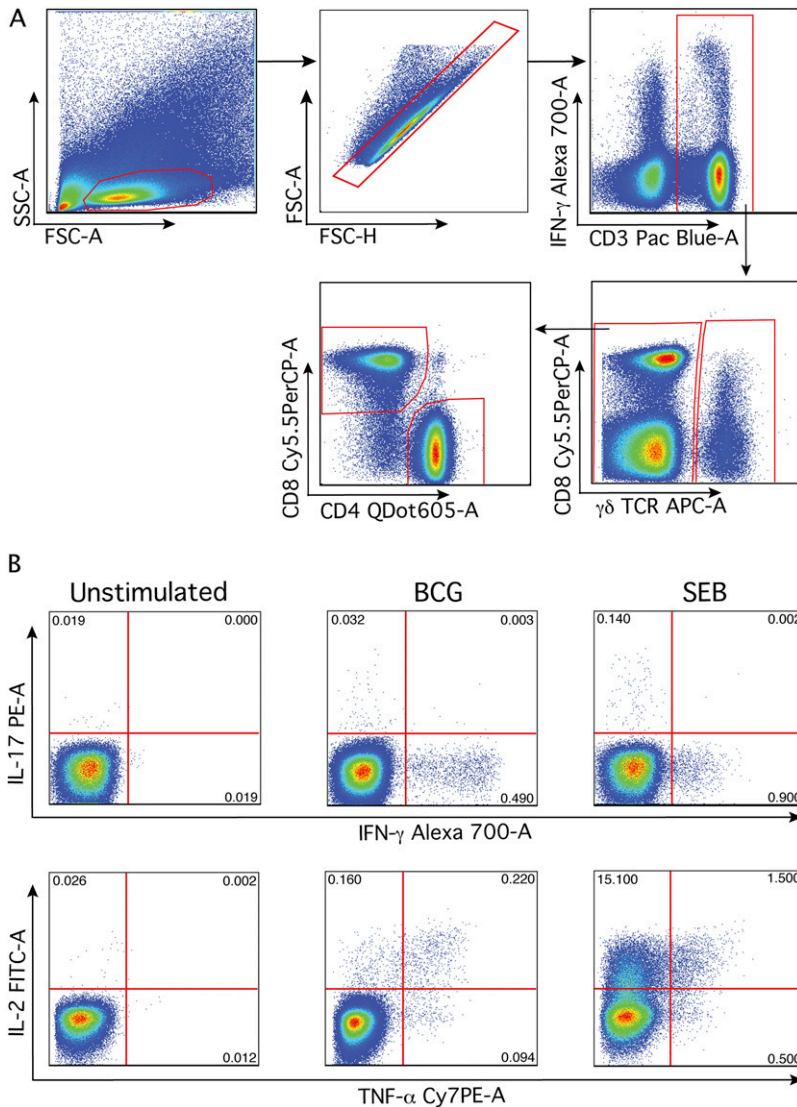 A
SSC-A
FSC-A
FSC-A
FSC-H
IFN-γ Alexa 700-A
CD3 Pac Blue-A
CD8 Cy5.5PerCP-A
CD4 QDot605-A
CD8 Cy5.5PerCP-A
γδ TCR APC-A
B
Unstimulated
BCG
SEB
IL-17 PE-A
0.019 0.000
0.019
0.032 0.003
0.490
0.140 0.002
0.900
IFN-γ Alexa 700-A
IL-2 FITC-A
0.026 0.002
0.012
0.160 0.220
0.094
15.100 1.500
0.500
TNF-α Cy7PE-A